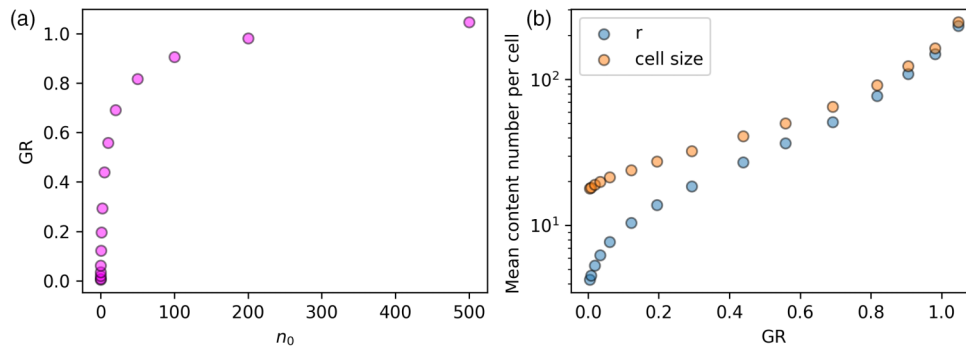 (a)
GR
1.0
0.8
0.6
0.4
0.2
0.0
0 100 200 300 400 500
n₀
(b)
Mean content number per cell
r
cell size
10²
10¹
0.0 0.2 0.4 0.6 0.8 1.0
GR